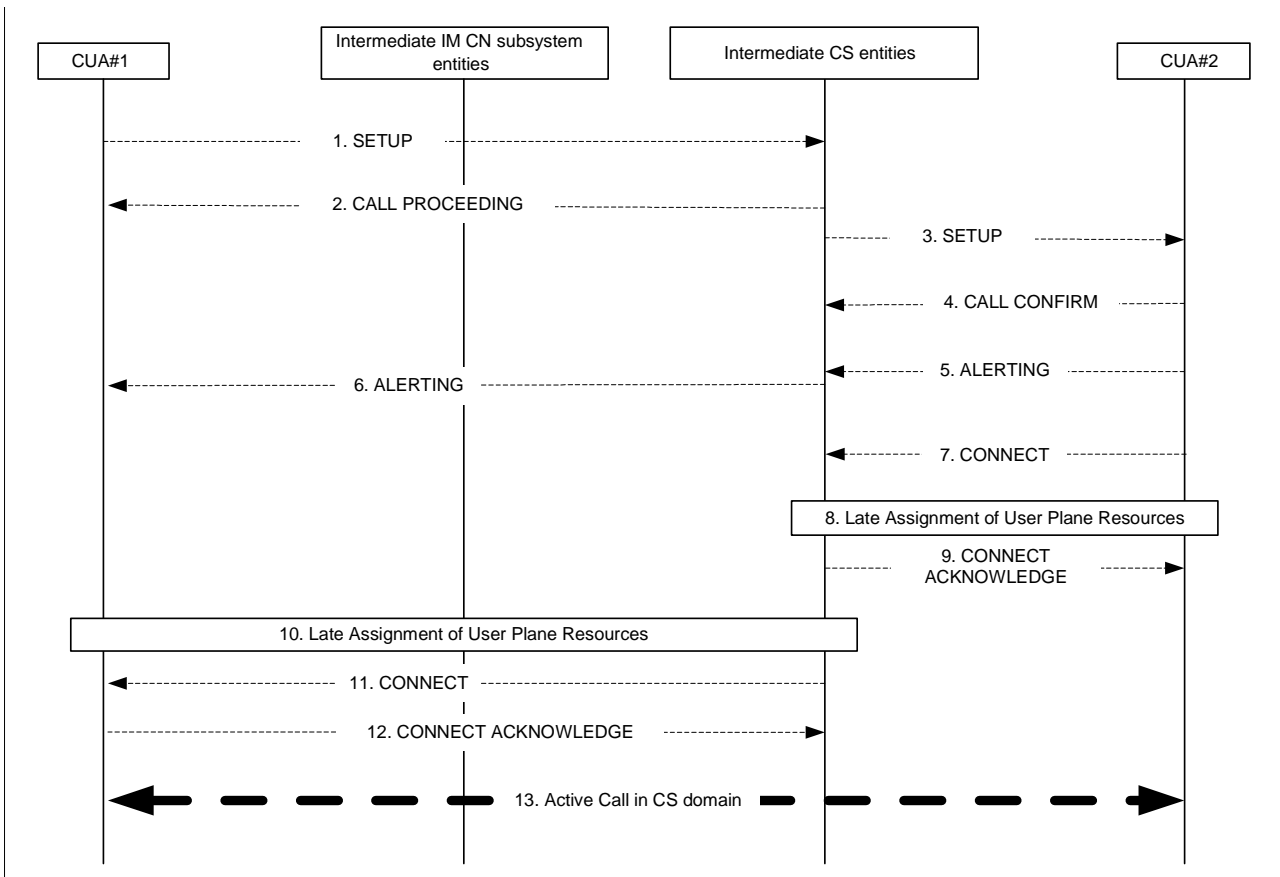 CUA#1
Intermediate IM CN subsystem
entities
Intermediate CS entities
CUA#2
1. SETUP
2. CALL PROCEEDING
3. SETUP
4. CALL CONFIRM
5. ALERTING
6. ALERTING
7. CONNECT
8. Late Assignment of User Plane Resources
9. CONNECT
ACKNOWLEDGE
10. Late Assignment of User Plane Resources
11. CONNECT
12. CONNECT ACKNOWLEDGE
13. Active Call in CS domain